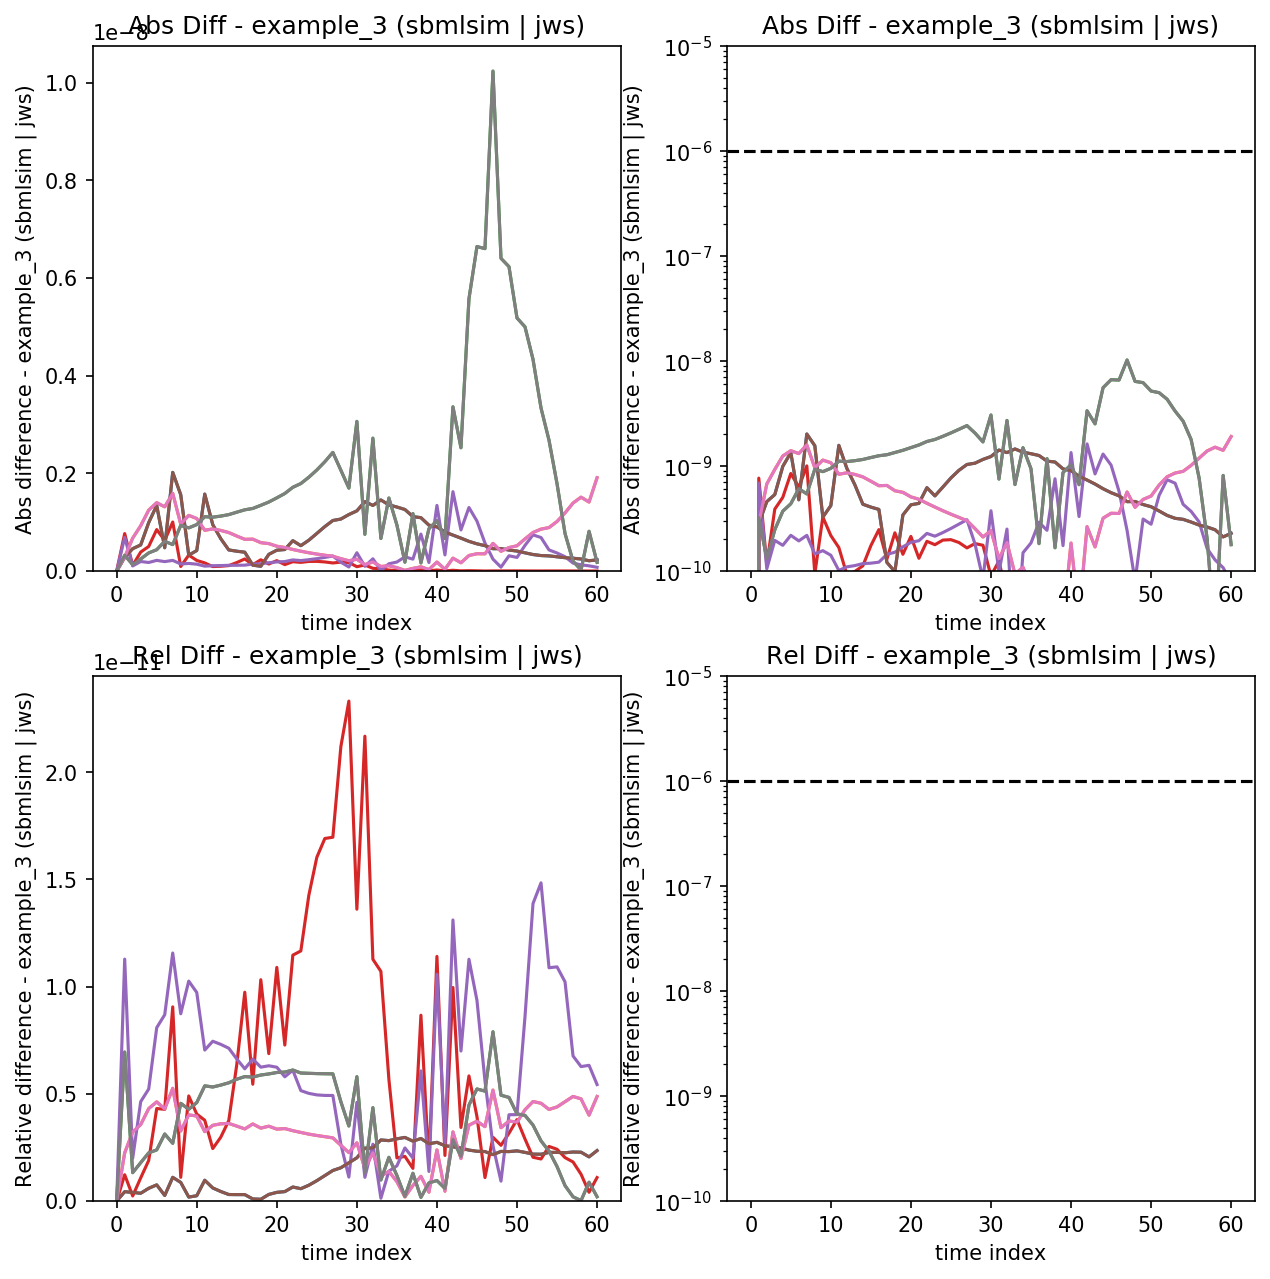 Abs Diff - example_3 (sbmlsim | jws)
1e−8
Abs difference - example_3 (sbmlsim | jws)
1.0
0.8
0.6
0.4
0.2
0.0
0 10 20 30 40 50 60
time index
Abs Diff - example_3 (sbmlsim | jws)
Abs difference - example_3 (sbmlsim | jws)
10−5
10−6
10−7
10−8
10−9
10−10
0 10 20 30 40 50 60
time index
Rel Diff - example_3 (sbmlsim | jws)
1e−11
Relative difference - example_3 (sbmlsim | jws)
2.0
1.5
1.0
0.5
0.0
0 10 20 30 40 50 60
time index
Rel Diff - example_3 (sbmlsim | jws)
Relative difference - example_3 (sbmlsim | jws)
10−5
10−6
10−7
10−8
10−9
10−10
0 10 20 30 40 50 60
time index